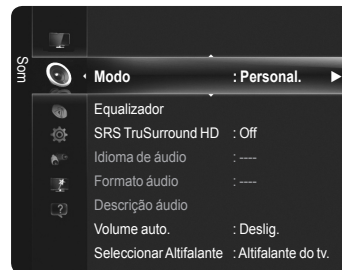 Som
Modo : Personal.
Equalizador
SRS TruSurround HD : Off
Idioma de áudio : ----
Formato áudio : ----
Descrição áudio
Volume auto. : Deslig.
Seleccionar Altifalante : Altifalante do tv.